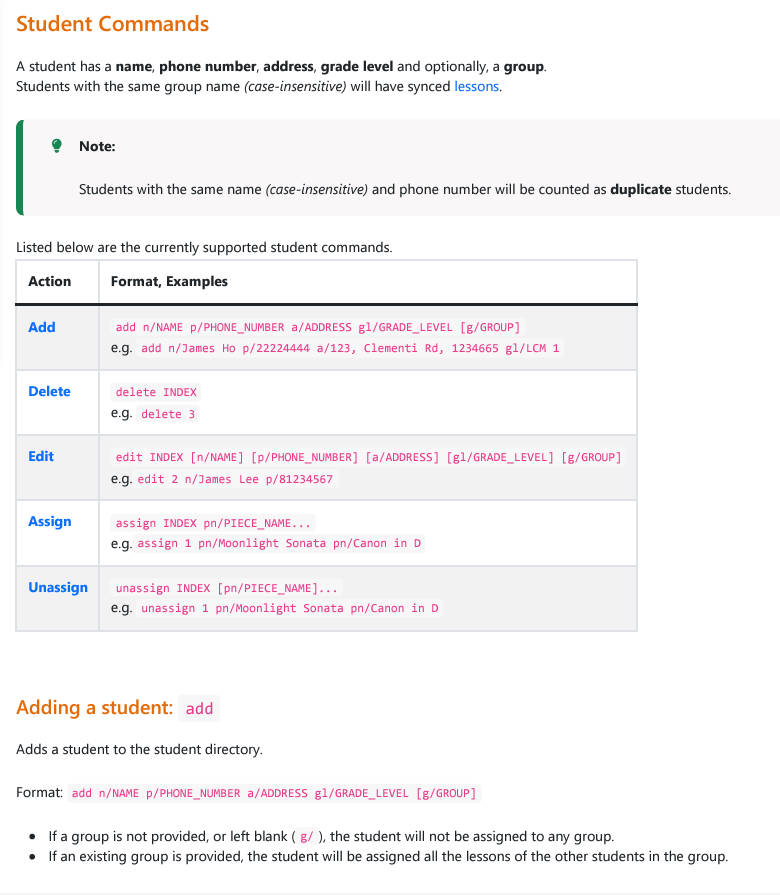 Student Commands
A student has a name, phone number, address, grade level and optionally, a group.
Students with the same group name (case-insensitive) will have synced lessons.
Note:
Students with the same name (case-insensitive) and phone number will be counted as duplicate students.
Listed below are the currently supported student commands.
Action Format, Examples
Add add n/NAME p/PHONE_NUMBER a/ADDRESS gl/GRADE_LEVEL [g/GROUP]
e.g. add n/James Ho p/22224444 a/123, Clementi Rd, 1234665 gl/LCM 1
Delete delete INDEX
e.g. delete 3
Edit edit INDEX [n/NAME] [p/PHONE_NUMBER] [a/ADDRESS] [gl/GRADE_LEVEL] [g/GROUP]
e.g. edit 2 n/James Lee p/81234567
Assign assign INDEX pn/PIECE_NAME...
e.g. assign 1 pn/Moonlight Sonata pn/Canon in D
Unassign unassign INDEX [pn/PIECE_NAME]...
e.g. unassign 1 pn/Moonlight Sonata pn/Canon in D
Adding a student: add
Adds a student to the student directory.
Format: add n/NAME p/PHONE_NUMBER a/ADDRESS gl/GRADE_LEVEL [g/GROUP]
• If a group is not provided, or left blank ( g/ ), the student will not be assigned to any group.
• If an existing group is provided, the student will be assigned all the lessons of the other students in the group.